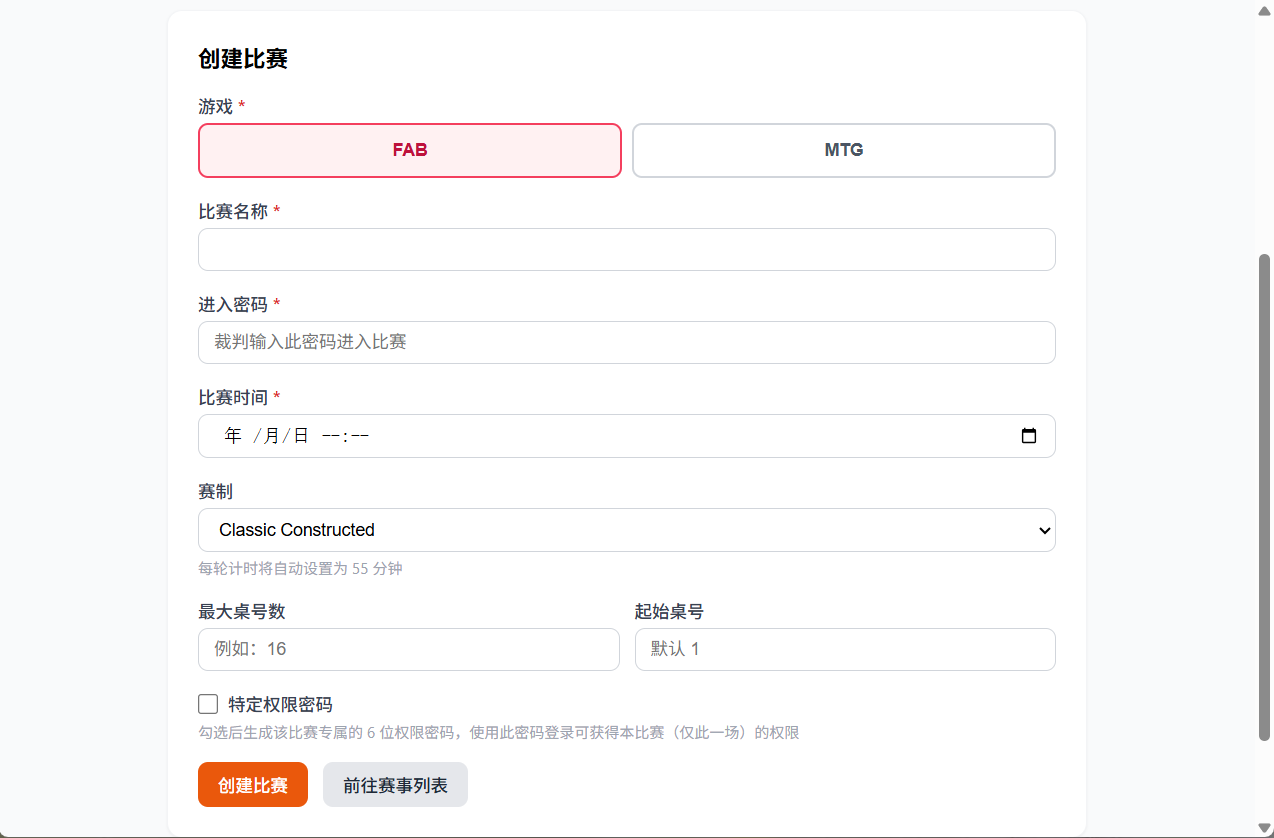 创建比赛
游戏 *
FAB
MTG
比赛名称 *
进入密码 *
裁判输入此密码进入比赛
比赛时间 *
年 /月/日 --:--
赛制
Classic Constructed
每轮计时将自动设置为 55 分钟
最大桌号数
起始桌号
例如：16
默认 1
特定权限密码
勾选后生成该比赛专属的 6 位权限密码，使用此密码登录可获得本比赛（仅此一场）的权限
创建比赛
前往赛事列表